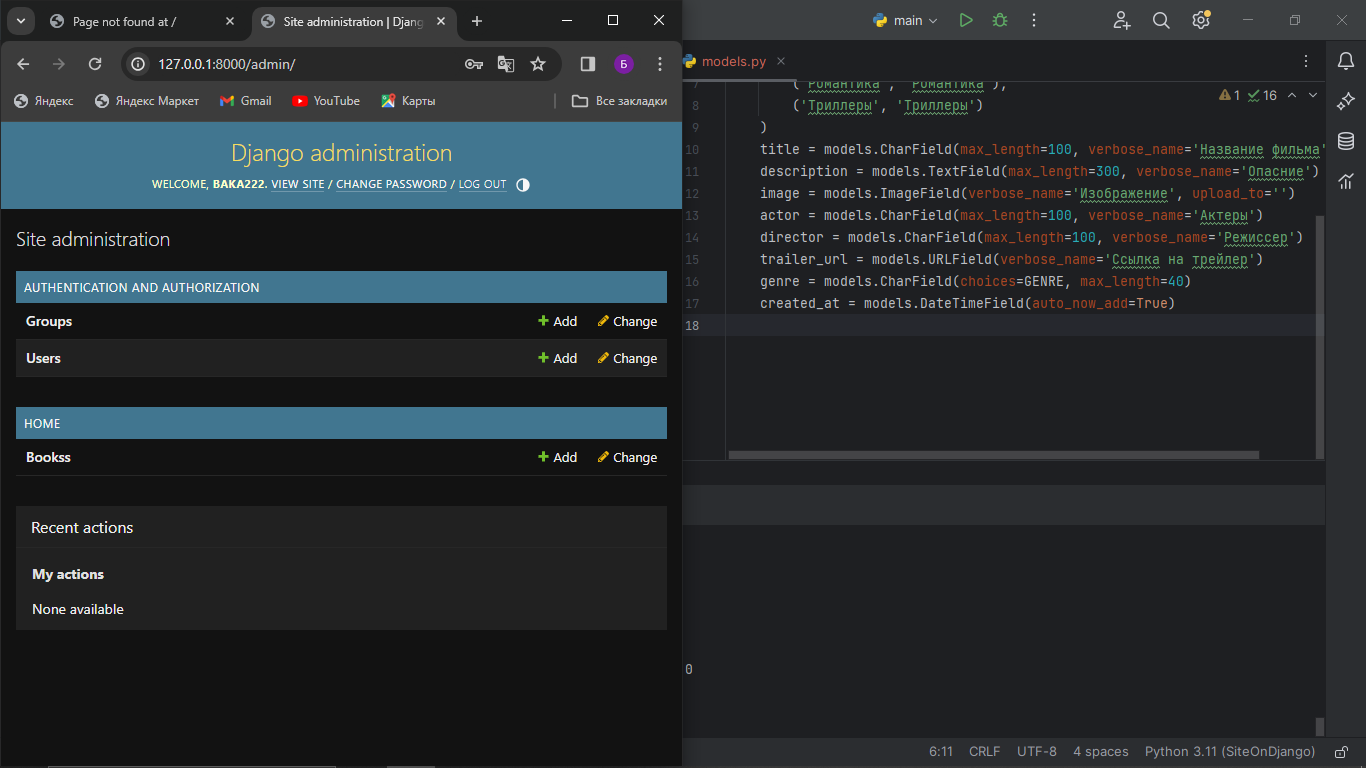 Page not found at /
Site administration | Djang
127.0.0.1:8000/admin/
Яндекс
Яндекс Маркет
Gmail
YouTube
Карты
Все закладки
Django administration
WELCOME, BAKA222. VIEW SITE / CHANGE PASSWORD / LOG OUT
Site administration
AUTHENTICATION AND AUTHORIZATION
Groups Add Change
Users Add Change
HOME
Bookss Add Change
Recent actions
My actions
None available
main
Б
models.py
1 16
7 ('Романтика', 'Романтика'),
8 ('Триллеры', 'Триллеры')
9 )
10 title = models.CharField(max_length=100, verbose_name='Название фильма'
11 description = models.TextField(max_length=300, verbose_name='Опасние')
12 image = models.ImageField(verbose_name='Изображение', upload_to='')
13 actor = models.CharField(max_length=100, verbose_name='Актеры')
14 director = models.CharField(max_length=100, verbose_name='Режиссер')
15 trailer_url = models.URLField(verbose_name='Ссылка на трейлер')
16 genre = models.CharField(choices=GENRE, max_length=40)
17 created_at = models.DateTimeField(auto_now_add=True)
18
0
6:11 CRLF UTF-8 4 spaces Python 3.11 (SiteOnDjango)